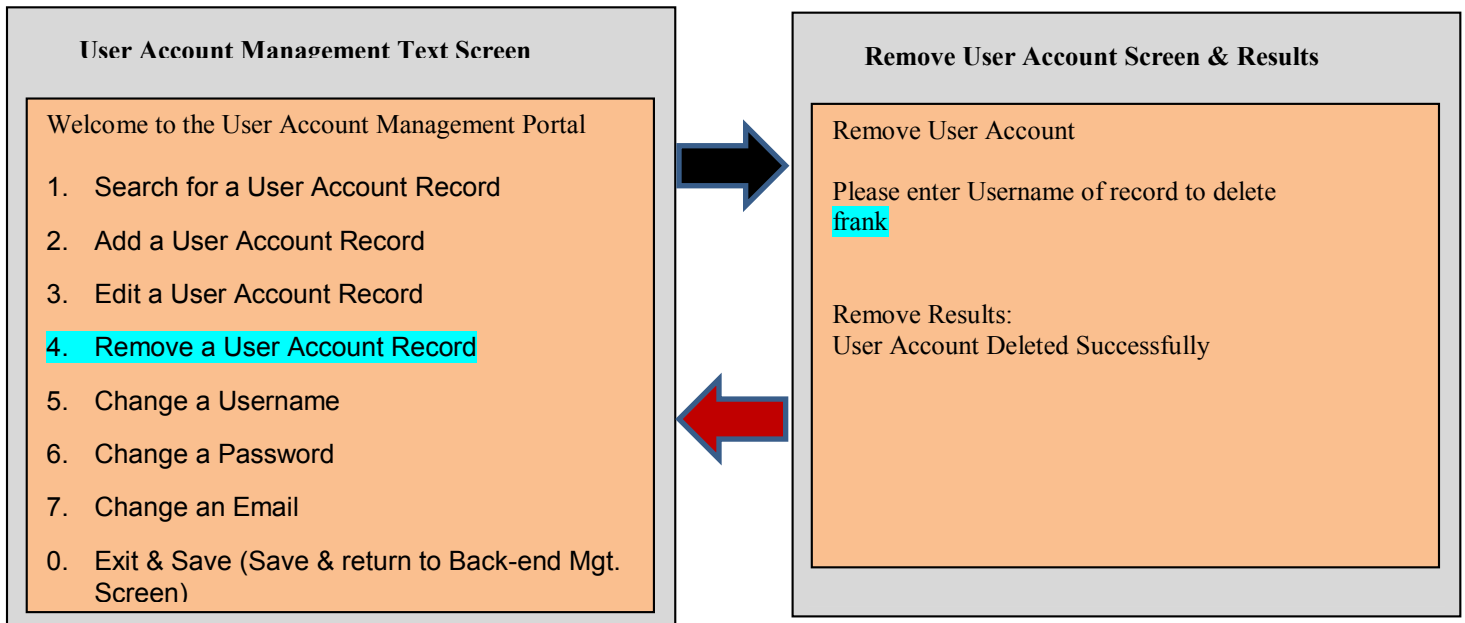 User Account Management Text Screen
Welcome to the User Account Management Portal
1. Search for a User Account Record
2. Add a User Account Record
3. Edit a User Account Record
4. Remove a User Account Record
5. Change a Username
6. Change a Password
7. Change an Email
0. Exit & Save (Save & return to Back-end Mgt.
Screen)
Remove User Account Screen & Results
Remove User Account
Please enter Username of record to delete
frank
Remove Results:
User Account Deleted Successfully